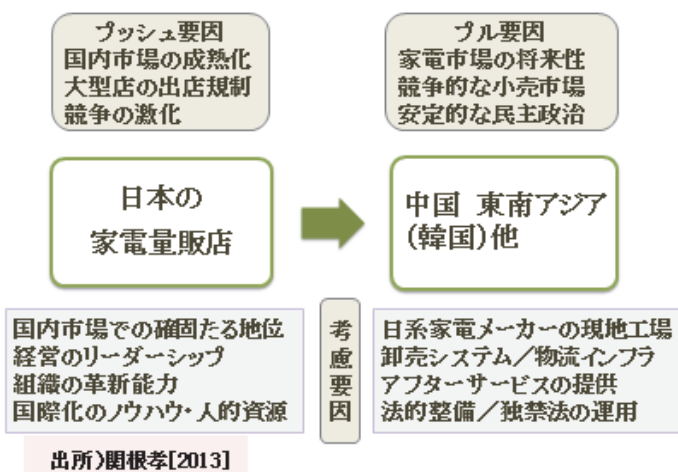 プッシュ要因
国内市場の成熟化
大型店の出店規制
競争の激化
プル要因
家電市場の将来性
競争的な小売市場
安定的な民主政治
日本の
家電量販店
中国 東南アジア
(韓国)他
国内市場での確固たる地位
経営のリーダーシップ
組織の革新能力
国際化のノウハウ・人的資源
考慮要因
日系家電メーカーの現地工場
卸売システム/物流インフラ
アフターサービスの提供
法的整備/独禁法の運用
出所)関根孝[2013]